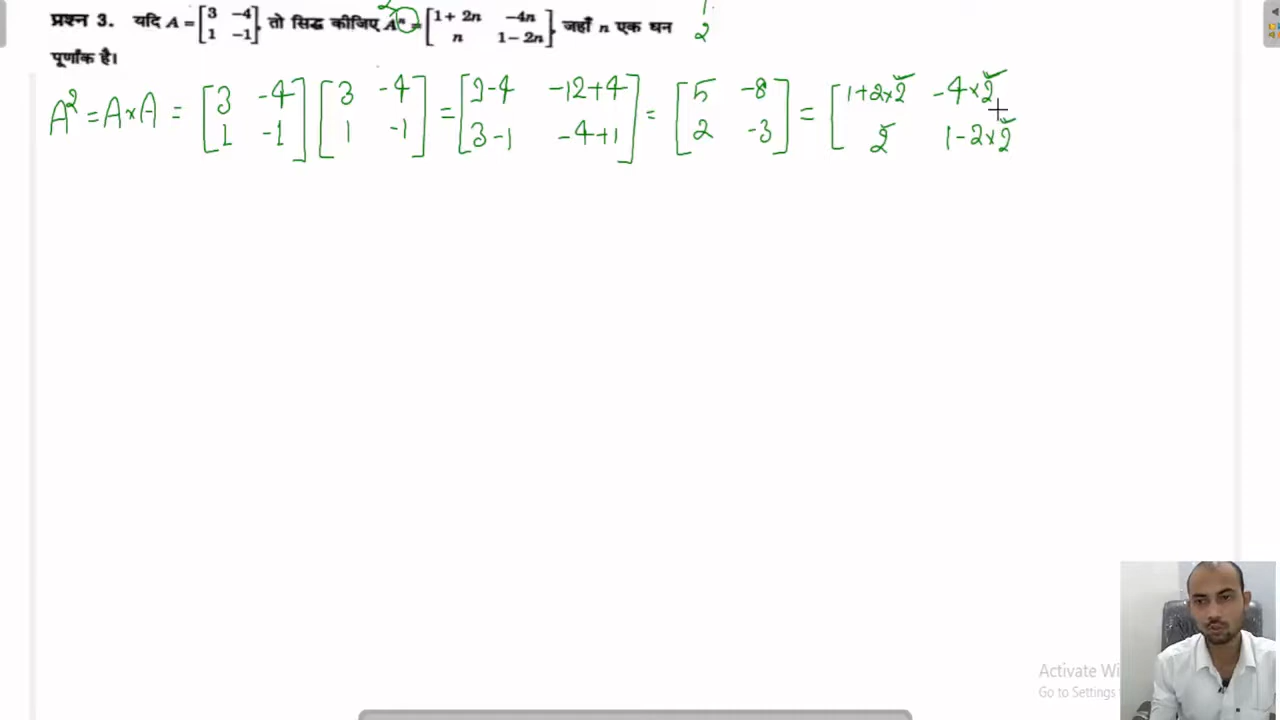 प्रश्न 3. यदि A = [3 -4 1 -1], तो सिद्ध कीजिए Aⁿ = [1 + 2n -4n n 1 - 2n], जहाँ n एक धन
पूर्णांक है।
1
2
A² = A×A = [3 -4 1 -1] [3 -4 1 -1] = [9-4 -12+4 3-1 -4+1] = [5 -8 2 -3] = [1+2×2 -4×2 2 1-2×2]
Activate Wi
Go to Settings